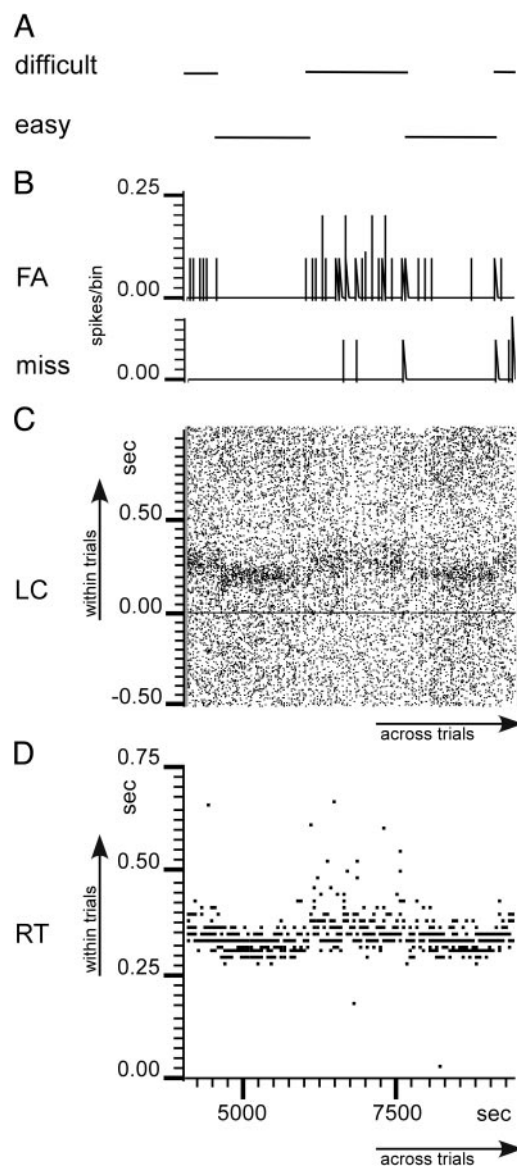 A
difficult
easy
B
0.25
FA
spikes/bin
0.00
miss
0.00
C
sec
0.50
within trials
LC
0.00
-0.50
across trials
D
0.75
sec
0.50
within trials
RT
0.25
0.00
5000
7500
sec
across trials